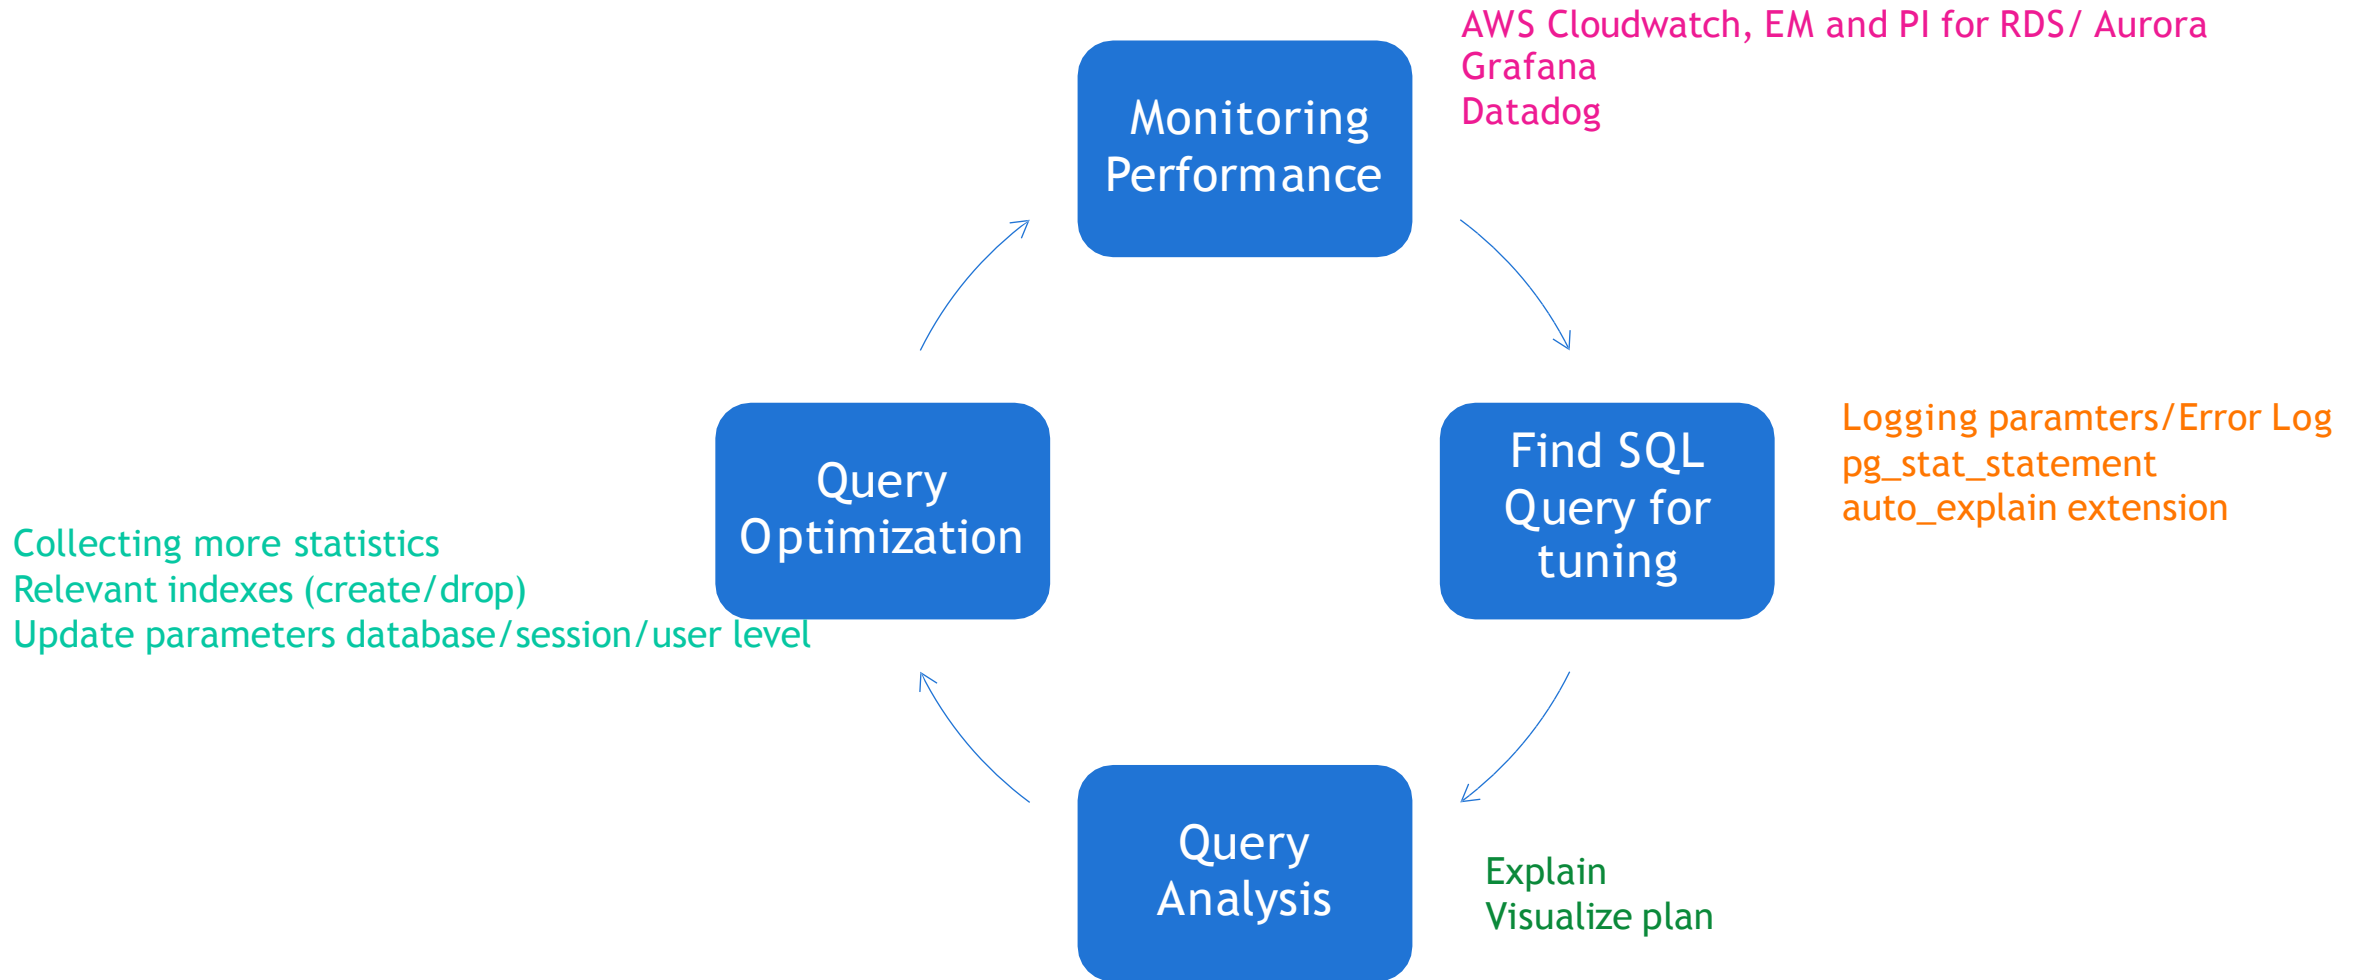 AWS Cloudwatch, EM and PI for RDS/ Aurora
Grafana
Datadog
Monitoring
Performance
Find SQL
Query for
tuning
Logging paramters/Error Log
pg_stat_statement
auto_explain extension
Query
Analysis
Explain
Visualize plan
Query
Optimization
Collecting more statistics
Relevant indexes (create/drop)
Update parameters database/session/user level